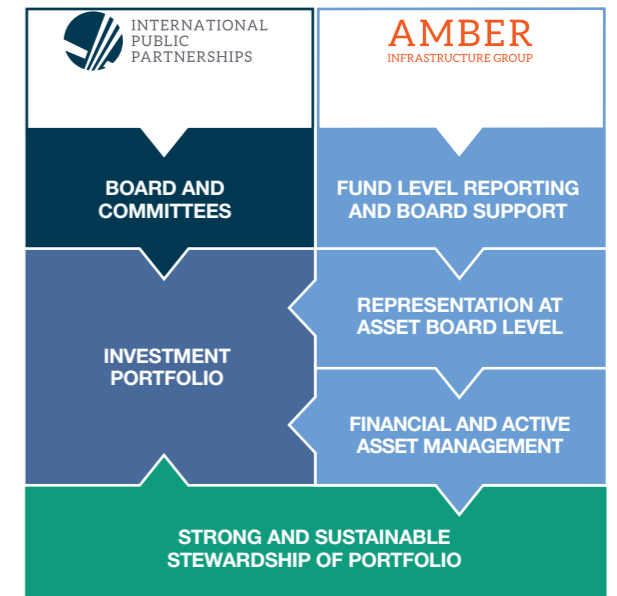 INTERNATIONAL
PUBLIC
PARTNERSHIPS
AMBER
INFRASTRUCTURE GROUP
BOARD AND
COMMITTEES
FUND LEVEL REPORTING
AND BOARD SUPPORT
INVESTMENT
PORTFOLIO
REPRESENTATION AT
ASSET BOARD LEVEL
FINANCIAL AND ACTIVE
ASSET MANAGEMENT
STRONG AND SUSTAINABLE
STEWARDSHIP OF PORTFOLIO